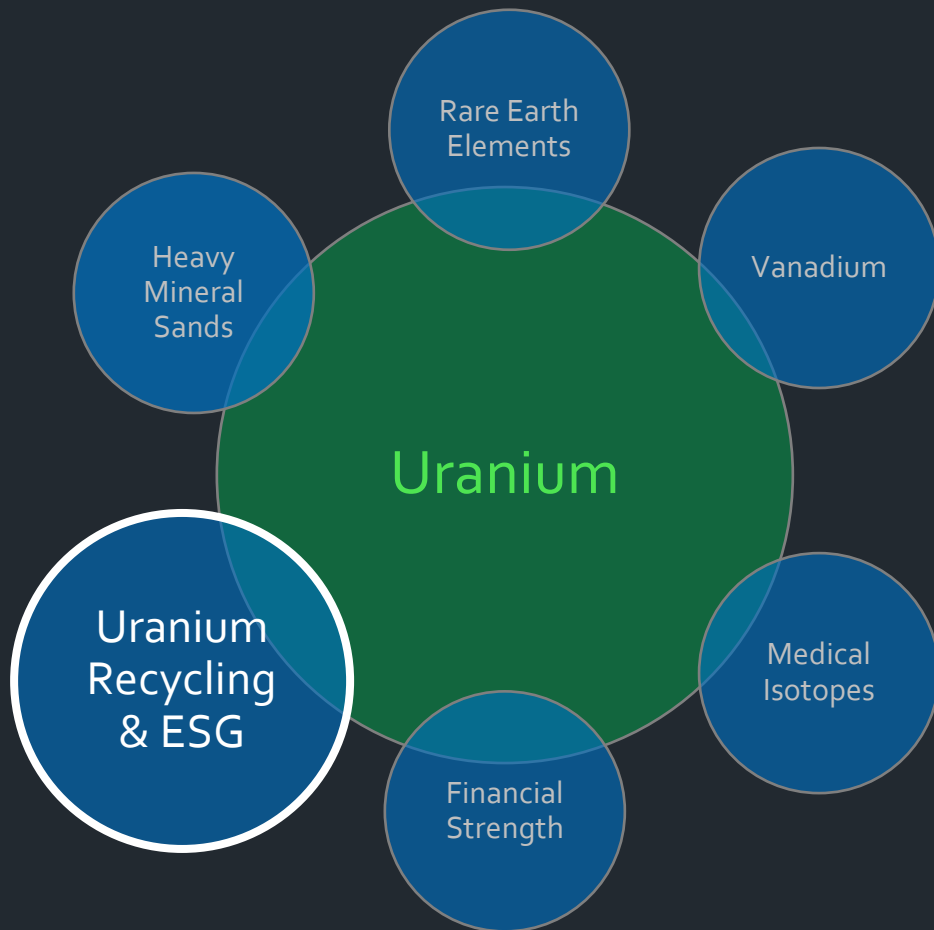 Rare Earth
Elements
Heavy
Mineral
Sands
Vanadium
Uranium
Uranium
Recycling
& ESG
Medical
Isotopes
Financial
Strength